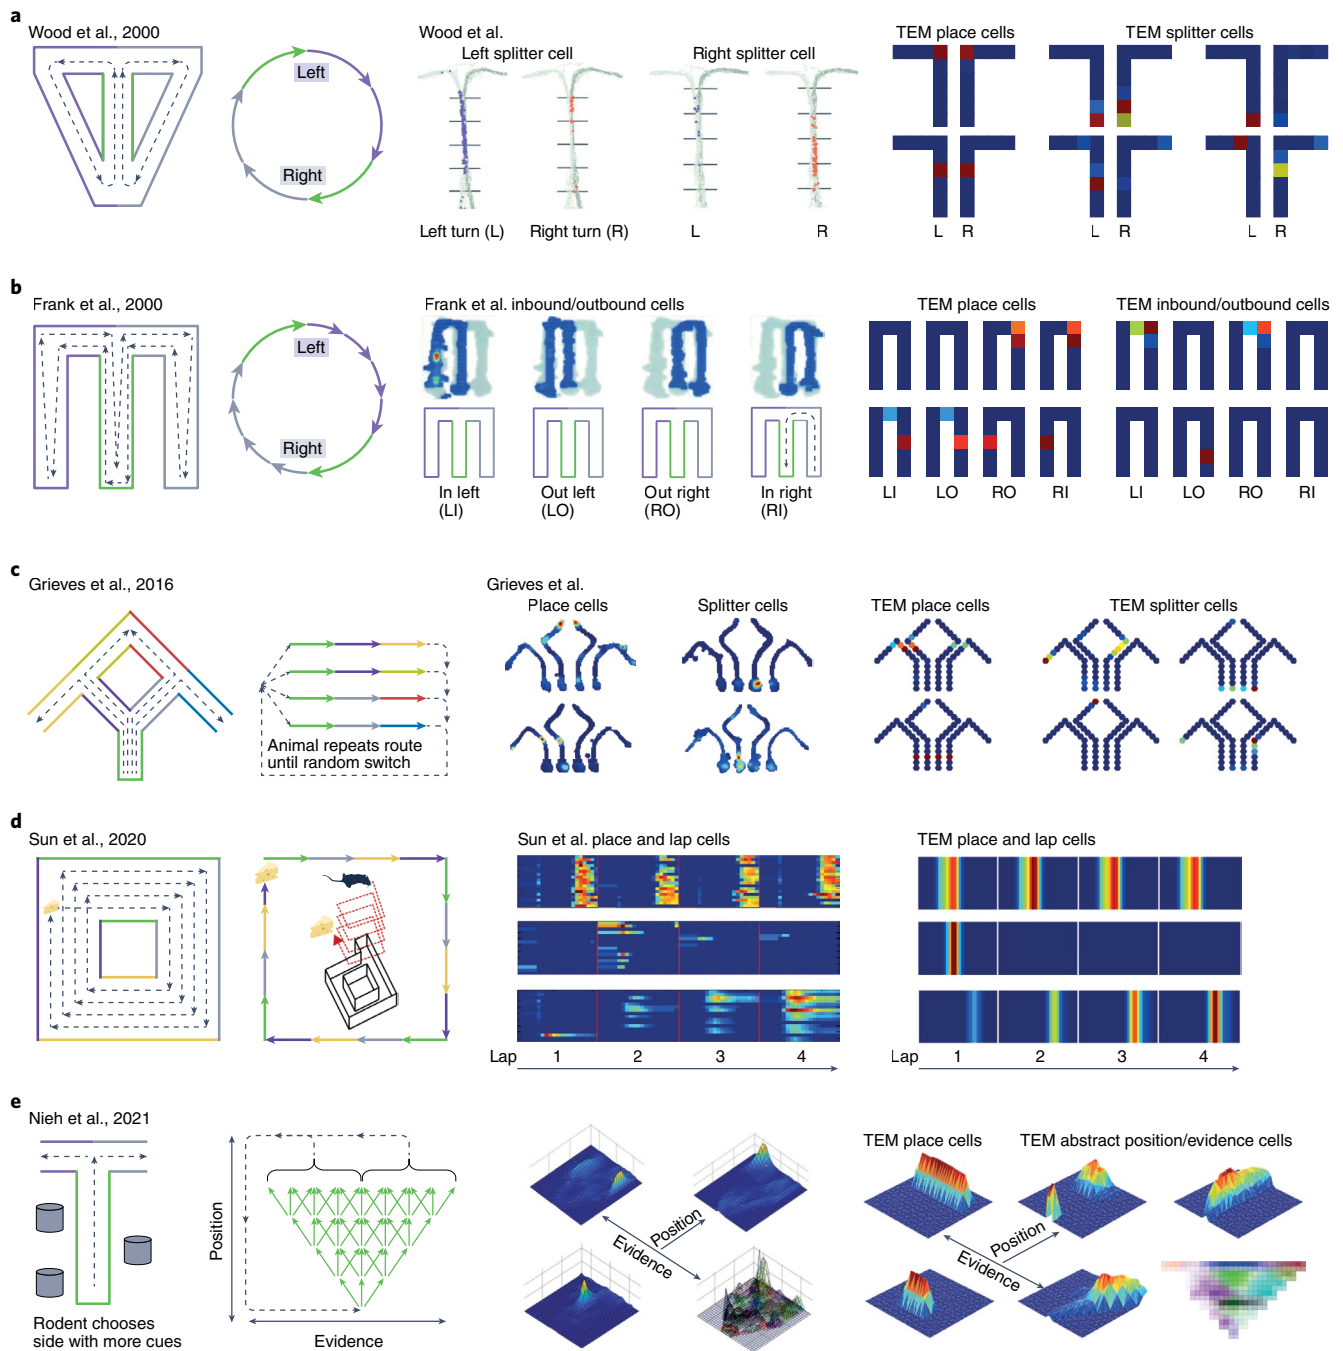 a
Wood et al., 2000
Left
Right
Wood et al.
Left splitter cell
Right splitter cell
Left turn (L)
Right turn (R)
L
R
TEM place cells
TEM splitter cells
L R
L R
L R
b
Frank et al., 2000
Left
Right
Frank et al. inbound/outbound cells
In left
(LI)
Out left
(LO)
Out right
(RO)
In right
(RI)
TEM place cells
TEM inbound/outbound cells
LI LO RO RI
LI LO RO RI
c
Grieves et al., 2016
Animal repeats route
until random switch
Grieves et al.
Place cells
Splitter cells
TEM place cells
TEM splitter cells
d
Sun et al., 2020
Sun et al. place and lap cells
Lap 1 2 3 4
TEM place and lap cells
Lap 1 2 3 4
e
Nieh et al., 2021
Rodent chooses
side with more cues
Position
Evidence
Position
Evidence
TEM place cells
TEM abstract position/evidence cells
Position
Evidence